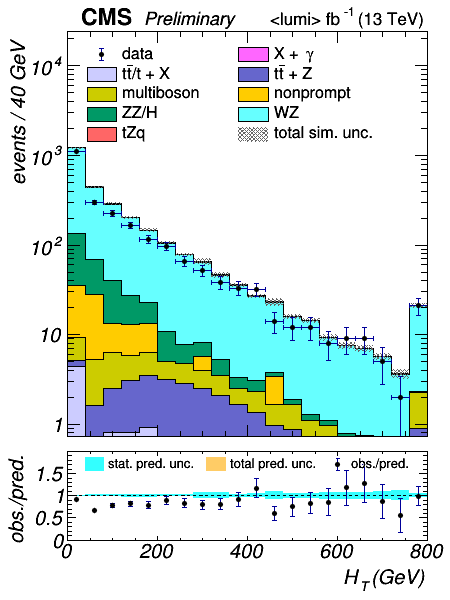 CMS Preliminary <lumi> fb⁻¹ (13 TeV)
events / 40 GeV
10⁴
10³
10²
10
1
data
X + γ
tt̄/t + X
tt̄ + Z
multiboson
nonprompt
ZZ/H
WZ
tZq
total sim. unc.
obs./pred.
1.5
1
0.5
0
stat. pred. unc. total pred. unc. obs./pred.
0 200 400 600 800
H_T (GeV)